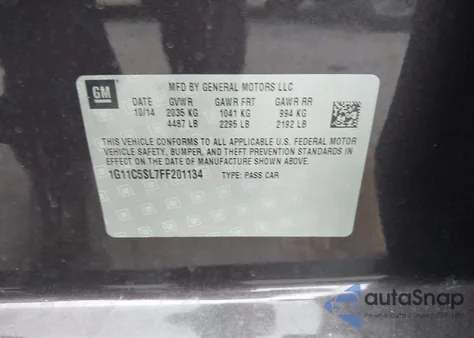 GM
MFD BY GENERAL MOTORS LLC
10/14 GVWR GAWR FRT GAWR RR
2035 KG 1041 KG 994 KG
4487 LB 2295 LB 2192 LB
THIS VEHICLE CONFORMS TO ALL APPLICABLE U.S. FEDERAL MOTOR
VEHICLE SAFETY, BUMPER, AND THEFT PREVENTION STANDARDS IN
EFFECT ON THE DATE OF MANUFACTURE SHOWN ABOVE.
1G11C5SL7FF201134 TYPE: PASS CAR
autoSnap